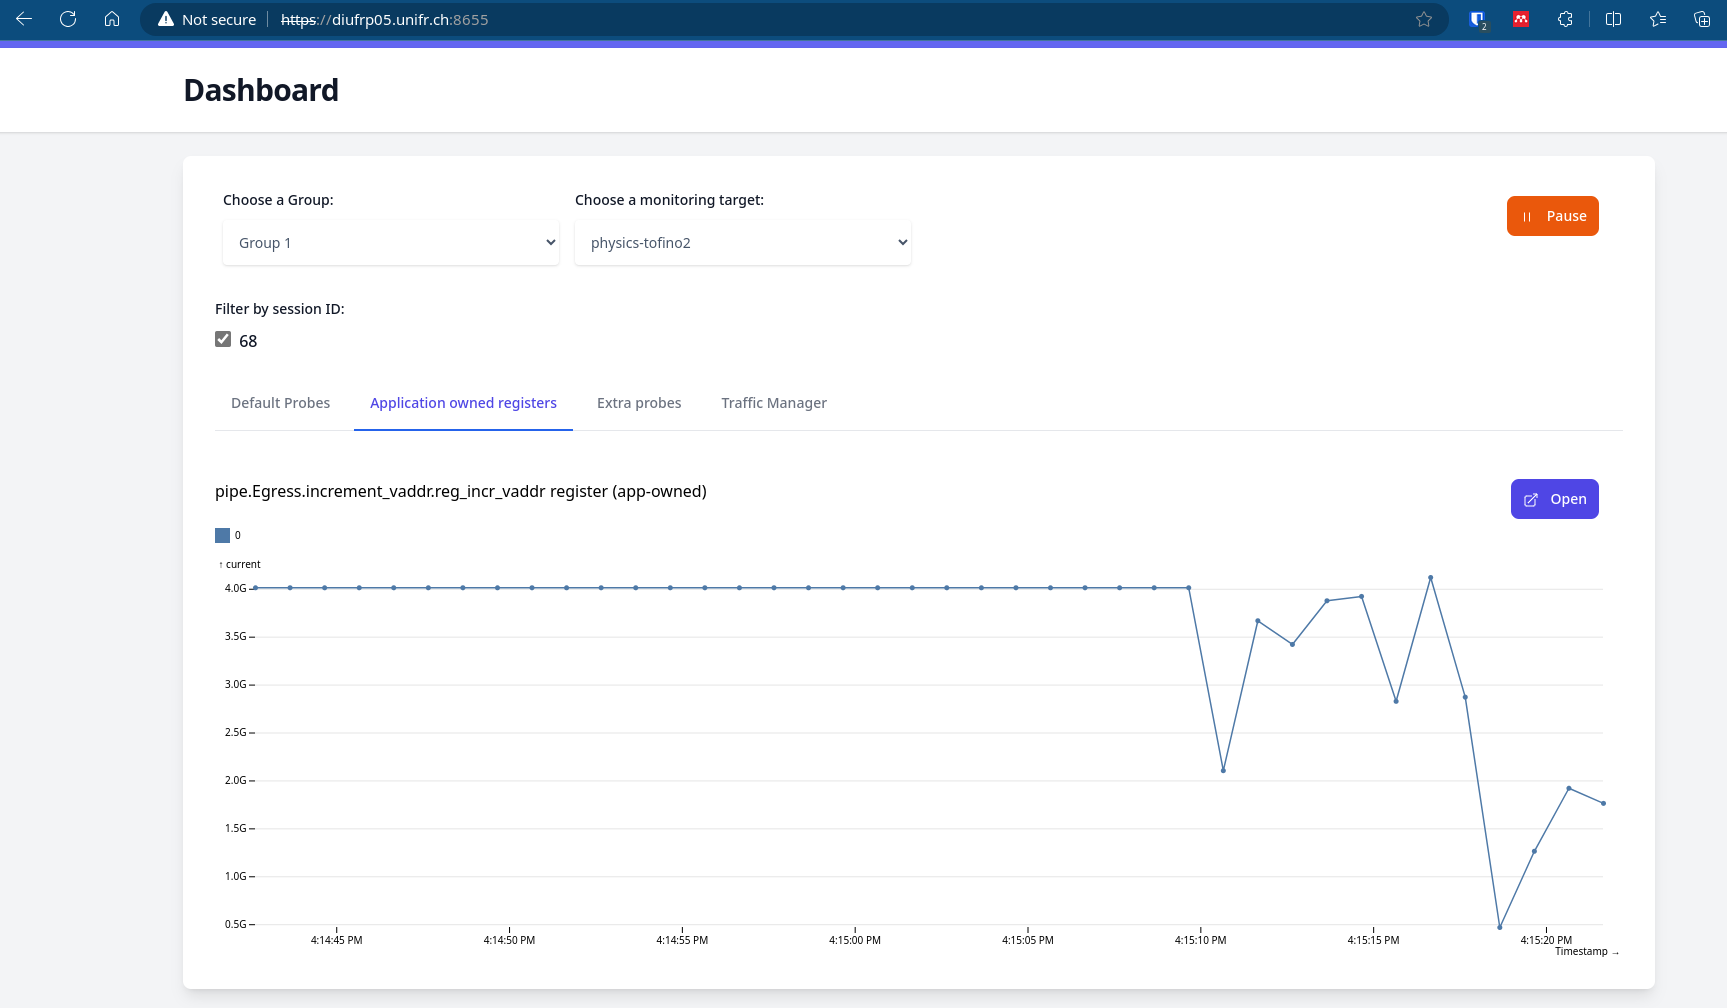 Not secure https://diufrp05.unifr.ch:8655
2
Dashboard
Choose a Group: Choose a monitoring target:
Pause
Group 1 physics-tofino2
Filter by session ID:
68
Default Probes Application owned registers Extra probes Traffic Manager
pipe.Egress.increment_vaddr.reg_incr_vaddr register (app-owned)
Open
0
↑ current
4.0G
3.5G
3.0G
2.5G
2.0G
1.5G
1.0G
0.5G
4:14:45 PM 4:14:50 PM 4:14:55 PM 4:15:00 PM 4:15:05 PM 4:15:10 PM 4:15:15 PM 4:15:20 PM
Timestamp →